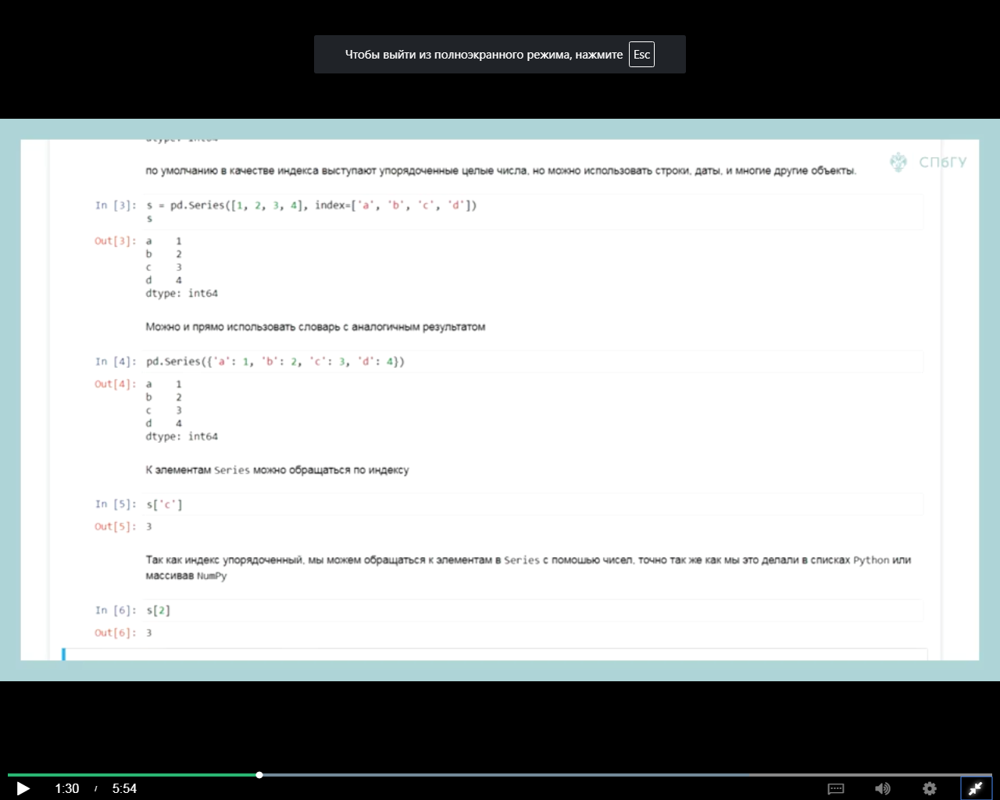 Чтобы выйти из полноэкранного режима, нажмите Esc
dtype: int64
по умолчанию в качестве индекса выступают упорядоченные целые числа, но можно использовать строки, даты, и многие другие объекты.
СПбГУ
In [3]: s = pd.Series([1, 2, 3, 4], index=['a', 'b', 'c', 'd'])
s
Out[3]: a 1
b 2
c 3
d 4
dtype: int64
Можно и прямо использовать словарь с аналогичным результатом
In [4]: pd.Series({'a': 1, 'b': 2, 'c': 3, 'd': 4})
Out[4]: a 1
b 2
c 3
d 4
dtype: int64
К элементам Series можно обращаться по индексу
In [5]: s['c']
Out[5]: 3
Так как индекс упорядоченный, мы можем обращаться к элементам в Series с помошью чисел, точно так же как мы это делали в списках Python или
массивав NumPy
In [6]: s[2]
Out[6]: 3
1:30 / 5:54